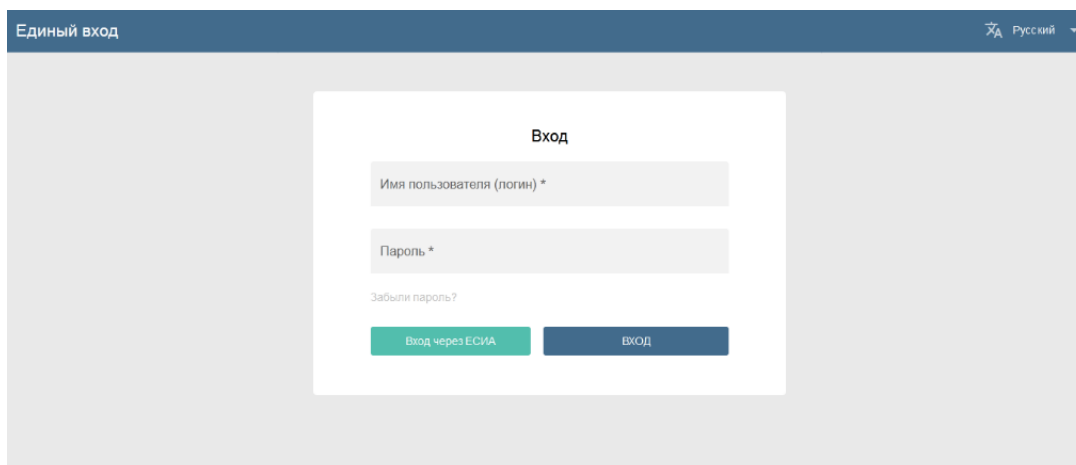 Единый вход
Русский
Вход
Имя пользователя (логин) *
Пароль *
Забыли пароль?
Вход через ЕСИА
ВХОД